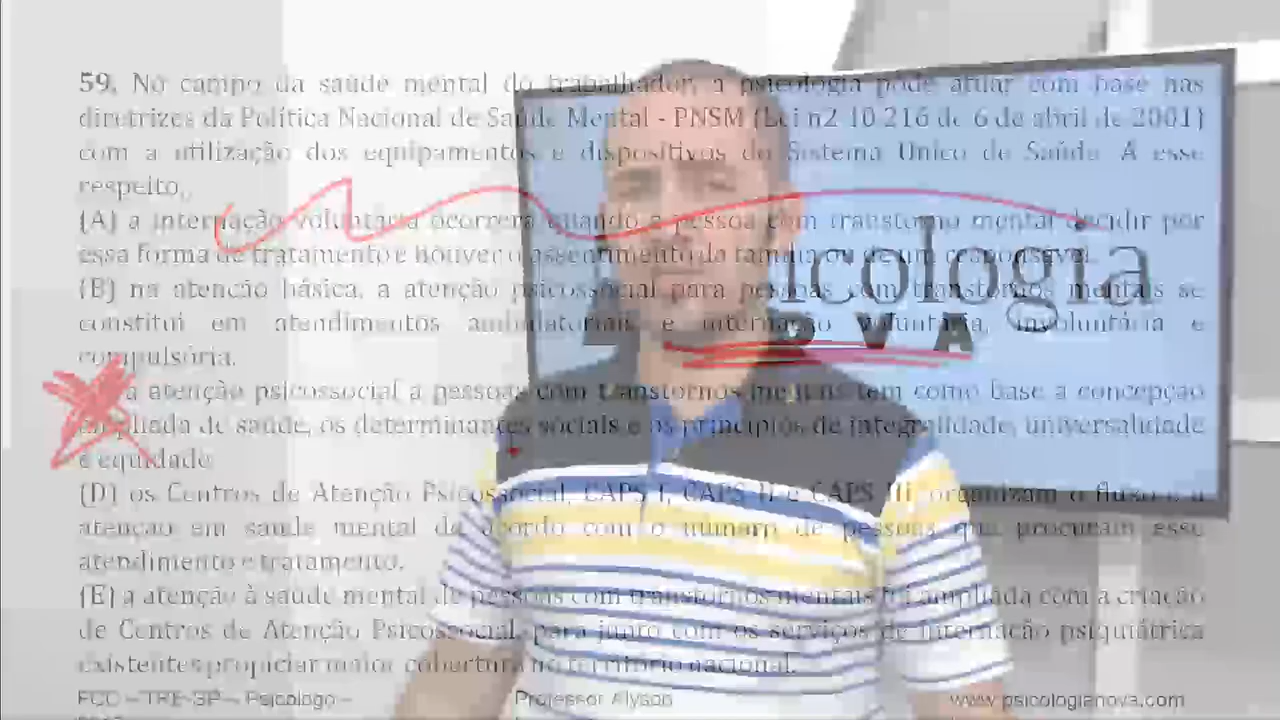 59. No campo da saúde mental do trabalhador, a psicologia pode atuar com base nas
diretrizes da Política Nacional de Saúde Mental - PNSM (Lei n2 10.216 de 6 de abril de 2001)
com a utilização dos equipamentos e dispositivos do Sistema Único de Saúde. A esse
respeito,
(A) a internação voluntária ocorrerá quando a pessoa com transtorno mental decidir por
essa forma de tratamento e houver o assentimento da família ou de um responsável.
(B) na atenção básica, a atenção psicossocial para pessoas com transtornos mentais se
constitui em atendimentos ambulatoriais e internação voluntária, involuntária e
compulsória.
a atenção psicossocial a pessoas com transtornos mentais tem como base a concepção
ampliada de saúde, os determinantes sociais e os princípios de integralidade, universalidade
e equidade.
(D) os Centros de Atenção Psicossocial, CAPS I, CAPS II e CAPS III, organizam o fluxo e a
atenção em saúde mental de acordo com o número de pessoas que procuram esse
atendimento e tratamento.
(E) a atenção à saúde mental de pessoas com transtornos mentais foi ampliada com a criação
de Centros de Atenção Psicossocial, para junto com os serviços de internação psiquiátrica
existentes propiciar maior cobertura no território nacional.
sicologia
O V A
FCC – TRE-SP – Psicólogo –
Professor Alyson
www.psicologianova.com